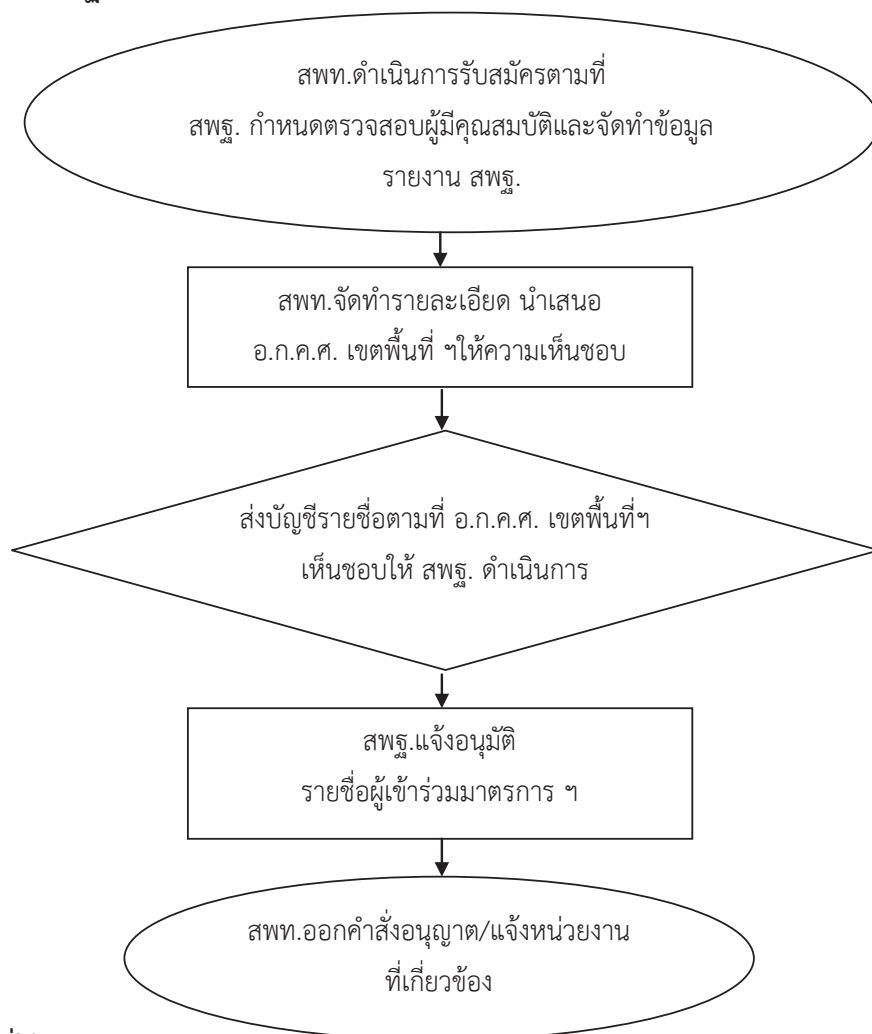 สพท.ดำเนินการรับสมัครตามที่
สพฐ. กำหนดตรวจสอบผู้มีคุณสมบัติและจัดทำข้อมูล
รายงาน สพฐ.
สพท.จัดทำรายละเอียด นำเสนอ
อ.ก.ค.ศ. เขตพื้นที่ ฯให้ความเห็นชอบ
ส่งบัญชีรายชื่อตามที่ อ.ก.ค.ศ. เขตพื้นที่ฯ
เห็นชอบให้ สพฐ. ดำเนินการ
สพฐ.แจ้งอนุมัติ
รายชื่อผู้เข้าร่วมมาตรการ ฯ
สพท.ออกคำสั่งอนุญาต/แจ้งหน่วยงาน
ที่เกี่ยวข้อง